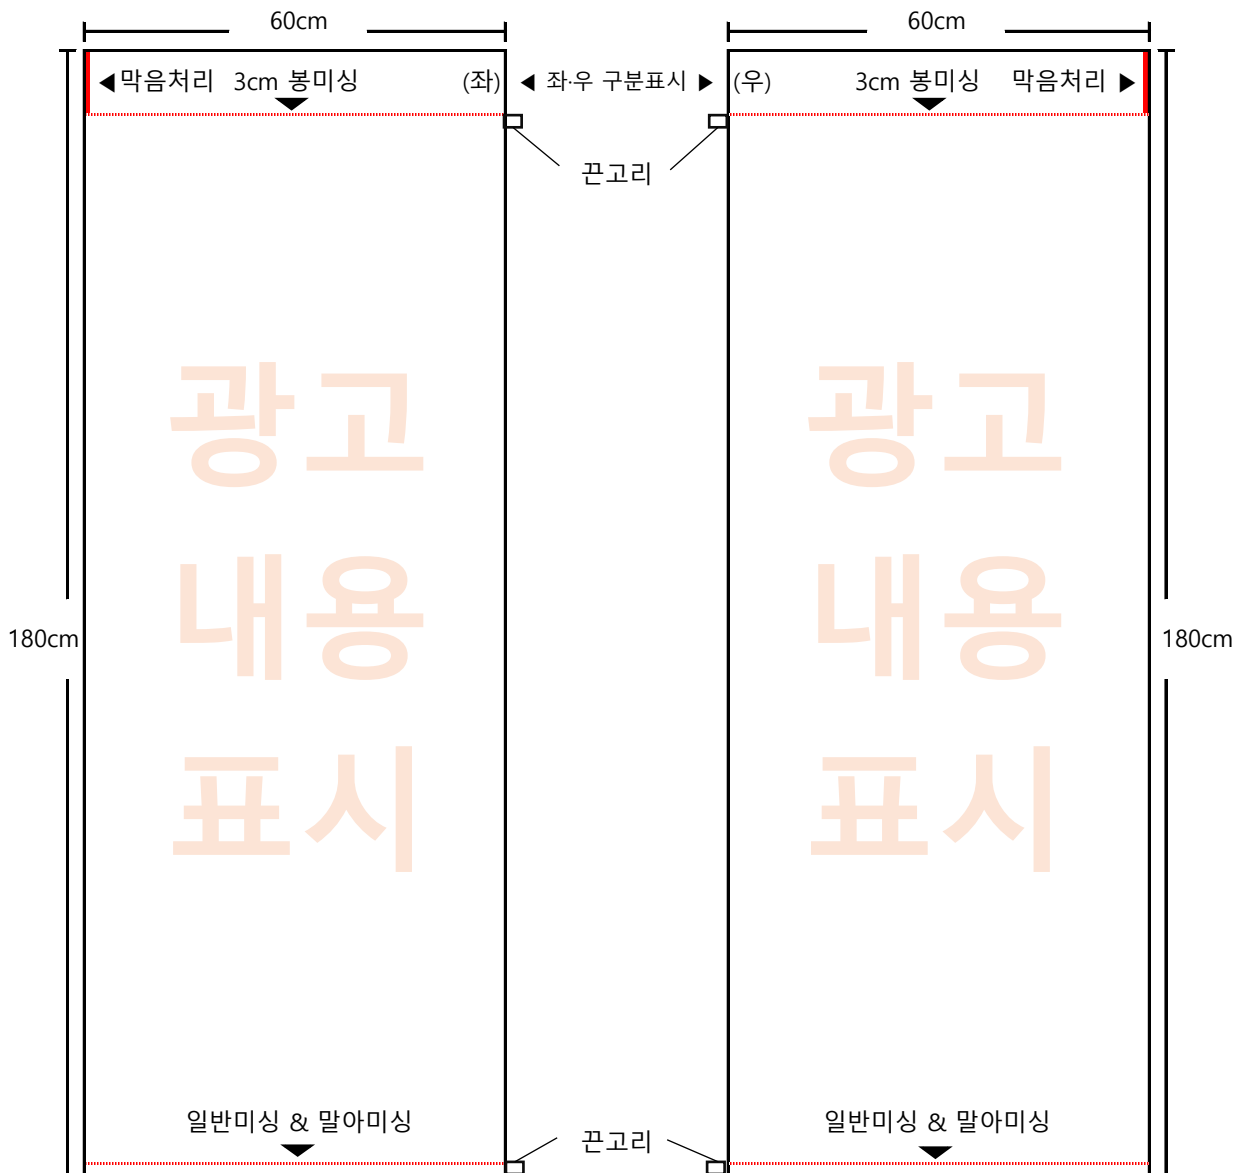 60cm
60cm
◀막음처리 3cm 봉미싱 (좌) ◀ 좌·우 구분표시 ▶ (우) 3cm 봉미싱 막음처리 ▶
끈고리
광고 광고
내용 내용
180cm
180cm
표시 표시
일반미싱 & 말아미싱
일반미싱 & 말아미싱
끈고리